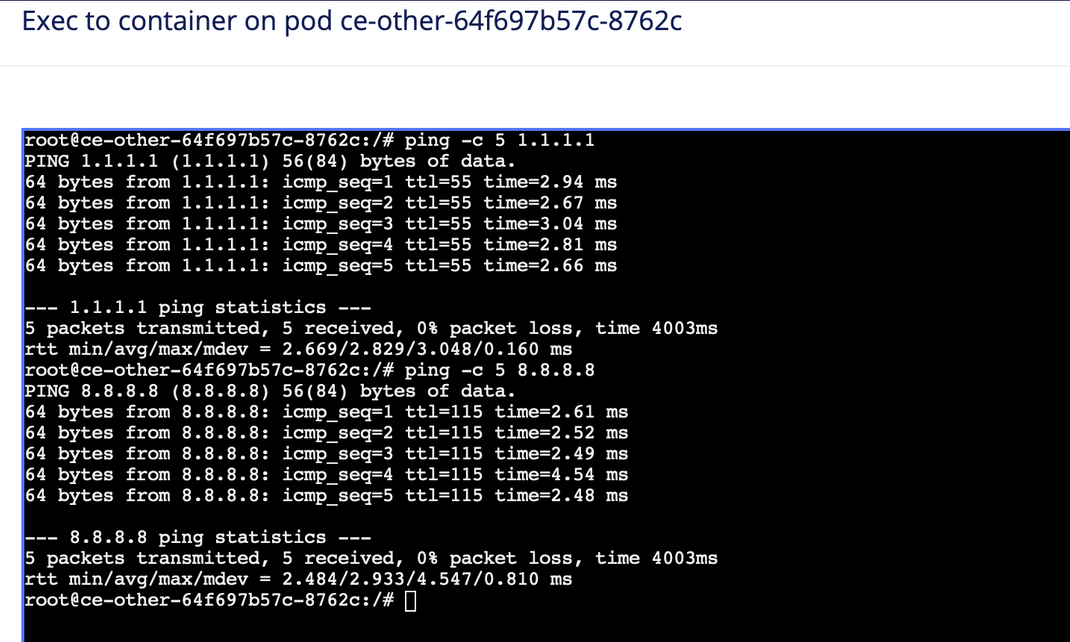 Exec to container on pod ce-other-64f697b57c-8762c
root@ce-other-64f697b57c-8762c:/# ping -c 5 1.1.1.1
PING 1.1.1.1 (1.1.1.1) 56(84) bytes of data.
64 bytes from 1.1.1.1: icmp_seq=1 ttl=55 time=2.94 ms
64 bytes from 1.1.1.1: icmp_seq=2 ttl=55 time=2.67 ms
64 bytes from 1.1.1.1: icmp_seq=3 ttl=55 time=3.04 ms
64 bytes from 1.1.1.1: icmp_seq=4 ttl=55 time=2.81 ms
64 bytes from 1.1.1.1: icmp_seq=5 ttl=55 time=2.66 ms
--- 1.1.1.1 ping statistics ---
5 packets transmitted, 5 received, 0% packet loss, time 4003ms
rtt min/avg/max/mdev = 2.669/2.829/3.048/0.160 ms
root@ce-other-64f697b57c-8762c:/# ping -c 5 8.8.8.8
PING 8.8.8.8 (8.8.8.8) 56(84) bytes of data.
64 bytes from 8.8.8.8: icmp_seq=1 ttl=115 time=2.61 ms
64 bytes from 8.8.8.8: icmp_seq=2 ttl=115 time=2.52 ms
64 bytes from 8.8.8.8: icmp_seq=3 ttl=115 time=2.49 ms
64 bytes from 8.8.8.8: icmp_seq=4 ttl=115 time=4.54 ms
64 bytes from 8.8.8.8: icmp_seq=5 ttl=115 time=2.48 ms
--- 8.8.8.8 ping statistics ---
5 packets transmitted, 5 received, 0% packet loss, time 4003ms
rtt min/avg/max/mdev = 2.484/2.933/4.547/0.810 ms
root@ce-other-64f697b57c-8762c:/#